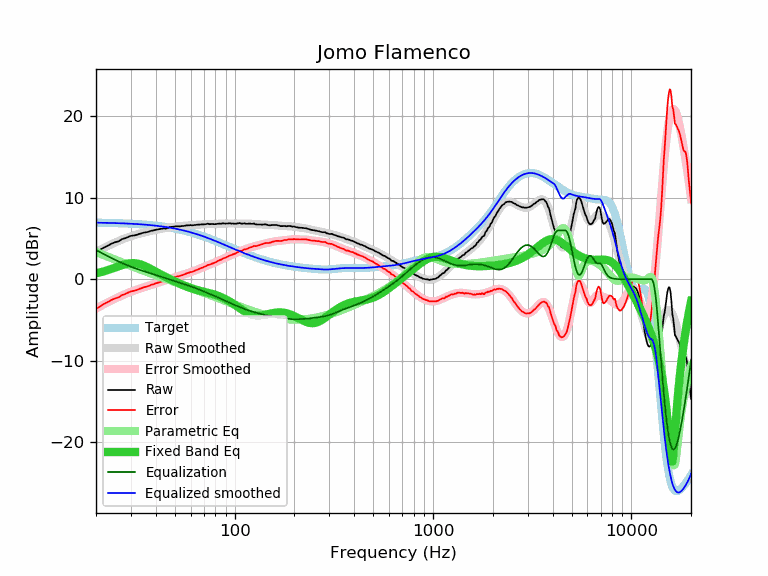 Jomo Flamenco
Amplitude (dBr)
20
10
0
−10
−20
Target
Raw Smoothed
Error Smoothed
Raw
Error
Parametric Eq
Fixed Band Eq
Equalization
Equalized smoothed
100
1000
10000
Frequency (Hz)